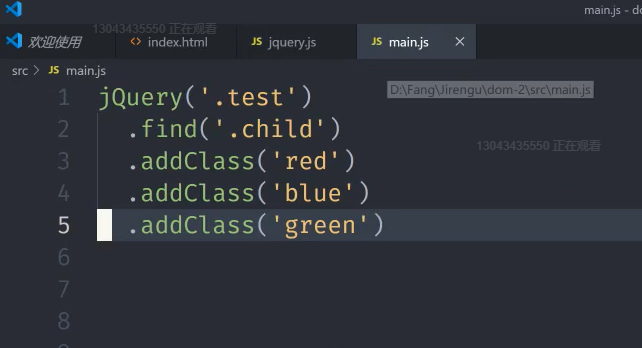 main.js - do
13043435550 正在观看
欢迎使用 <> index.html JS jquery.js JS main.js ×
src > JS main.js
D:\Fang\Jirengu\dom-2\src\main.js
1 jQuery('.test')
2 .find('.child')
13043435550 正在观看
3 .addClass('red')
4 .addClass('blue')
5 .addClass('green')
6
7
8